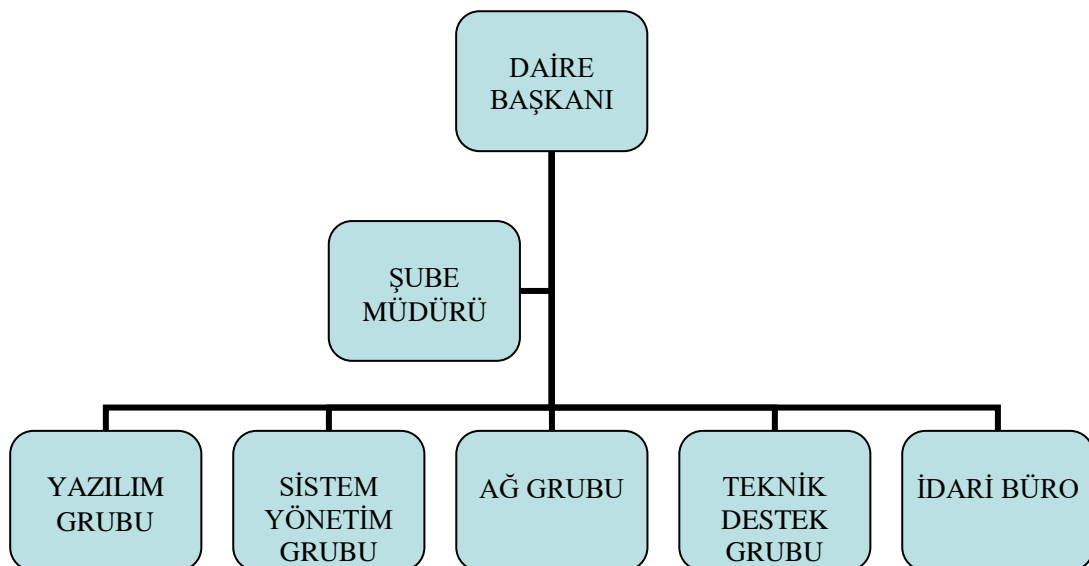 DAİRE
BAŞKANI
ŞUBE
MÜDÜRÜ
YAZILIM
GRUBU
SİSTEM
YÖNETİM
GRUBU
AĞ GRUBU
TEKNİK
DESTEK
GRUBU
İDARİ BÜRO